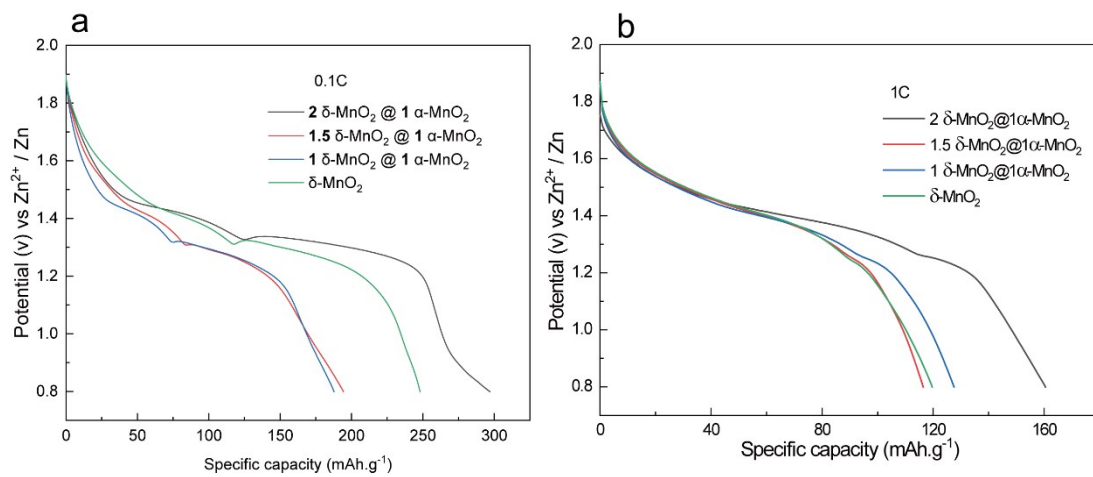 a
2.0
1.8
1.6
1.4
1.2
1.0
0.8
Potential (v) vs Zn²⁺ / Zn
0.1C
2 δ-MnO₂ @ 1 α-MnO₂
1.5 δ-MnO₂ @ 1 α-MnO₂
1 δ-MnO₂ @ 1 α-MnO₂
δ-MnO₂
0 50 100 150 200 250 300
Specific capacity (mAh.g⁻¹)
b
2.0
1.8
1.6
1.4
1.2
1.0
0.8
Potential (v) vs Zn²⁺ / Zn
1C
2 δ-MnO₂@1α-MnO₂
1.5 δ-MnO₂@1α-MnO₂
1 δ-MnO₂@1α-MnO₂
δ-MnO₂
0 40 80 120 160
Specific capacity (mAh.g⁻¹)